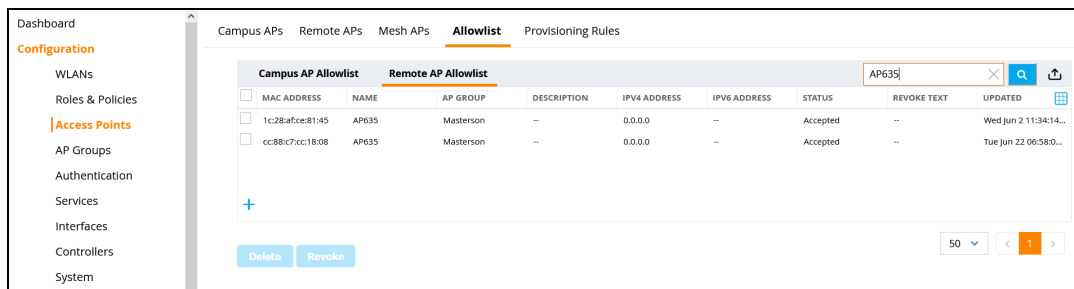 Dashboard
Configuration
WLANs
Roles & Policies
Access Points
AP Groups
Authentication
Services
Interfaces
Controllers
System
Campus APs Remote APs Mesh APs Allowlist Provisioning Rules
Campus AP Allowlist Remote AP Allowlist AP635
MAC ADDRESS NAME AP GROUP DESCRIPTION IPV4 ADDRESS IPV6 ADDRESS STATUS REVOKE TEXT UPDATED
1c:28:af:ce:81:45 AP635 Masterson -- 0.0.0.0 -- Accepted -- Wed Jun 2 11:34:14...
cc:88:c7:cc:18:08 AP635 Masterson -- 0.0.0.0 -- Accepted -- Tue Jun 22 06:58:0...
+
50 < 1 >
Delete Revoke